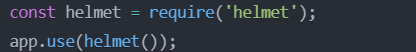 const helmet = require('helmet');
app.use(helmet());